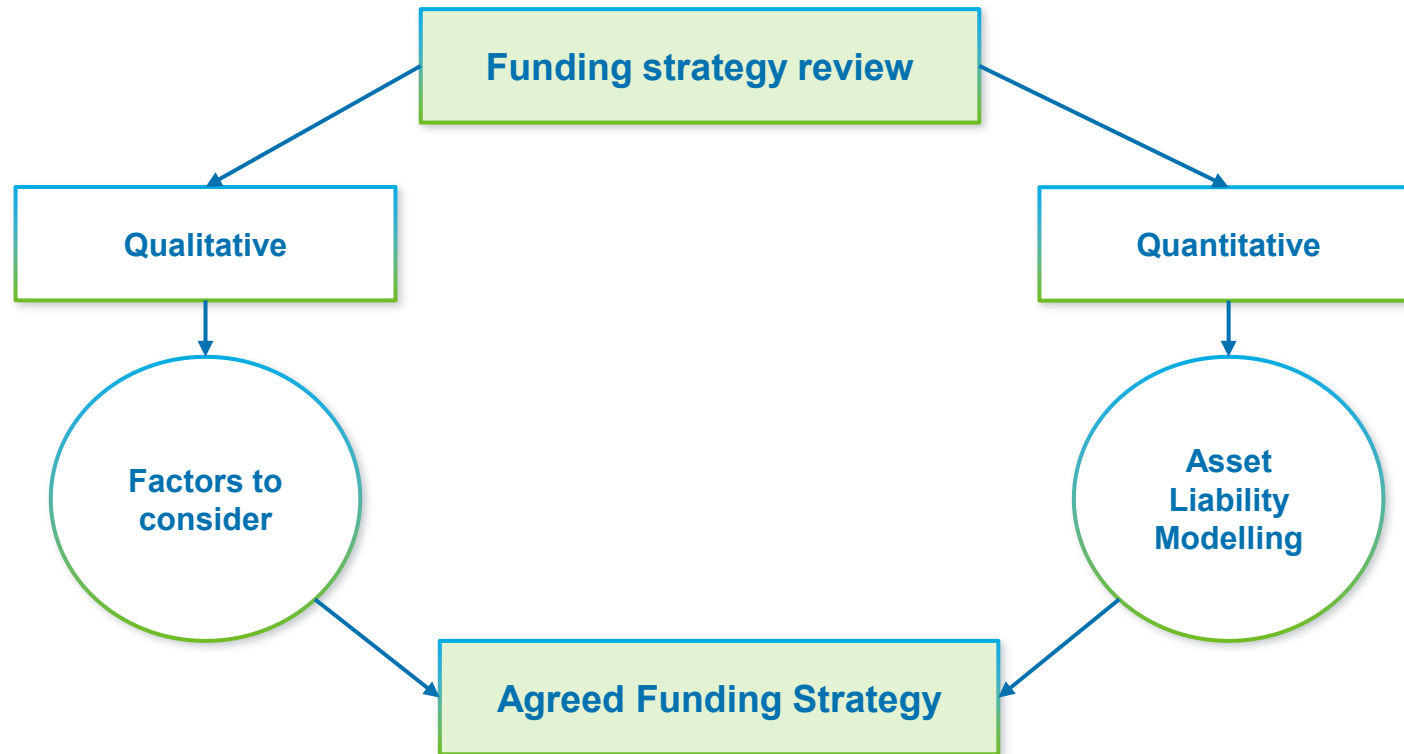 Funding strategy review
Qualitative
Quantitative
Factors to
consider
Asset
Liability
Modelling
Agreed Funding Strategy